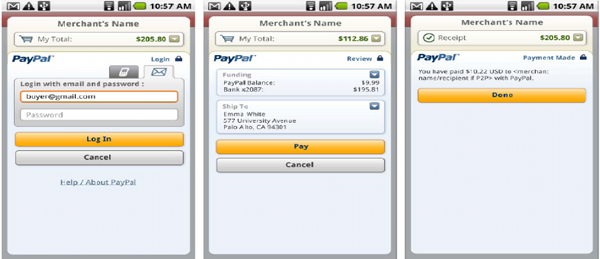 10:57 AM
Merchant's Name
My Total: $205.80
PayPal Login
Login with email and password :
buyer@gmail.com
Password
Log In
Cancel
Help / About PayPal
10:57 AM
Merchant's Name
My Total: $112.86
PayPal Review
Funding
PayPal Balance: $9.99
Bank x2087: $195.81
Ship To
Emma White
577 University Avenue
Palo Alto, CA 94301
Pay
Cancel
10:57 AM
Merchant's Name
Receipt $205.80
PayPal Payment Made
You have paid $10.22 USD to <merchant
name/recipient if P2P> with PayPal.
Done